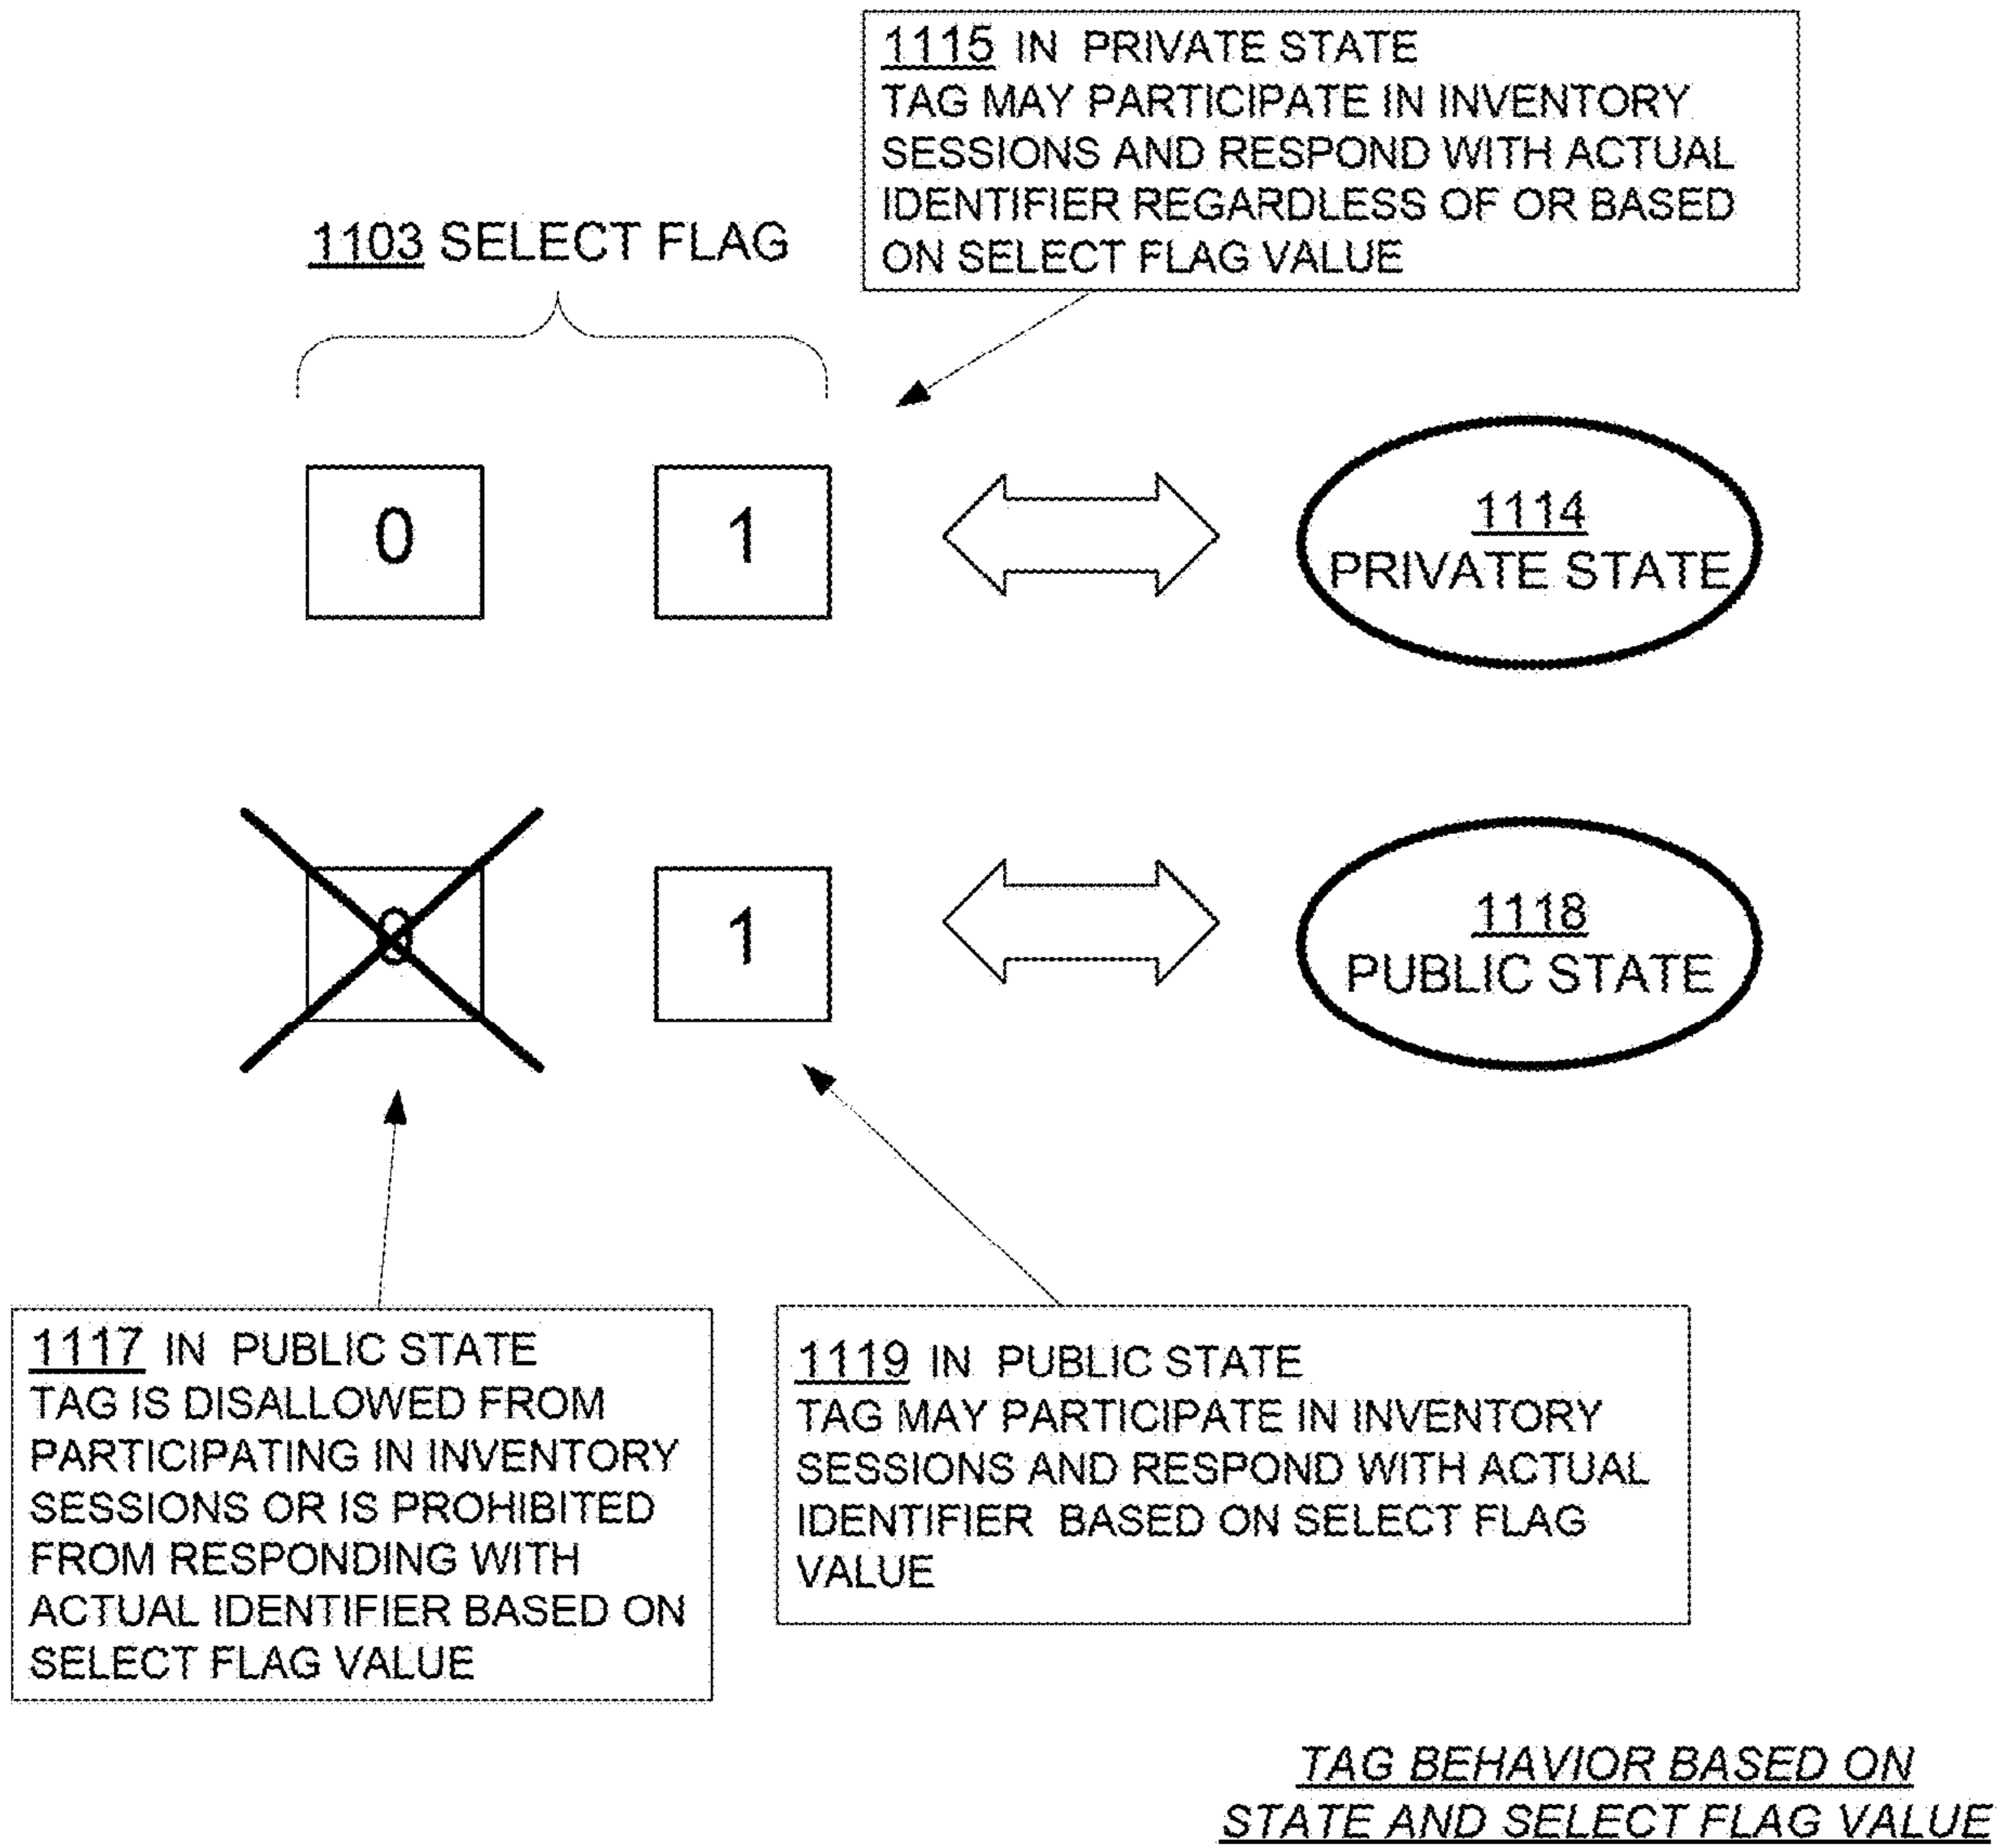 1115 IN PRIVATE STATE
TAG MAY PARTICIPATE IN INVENTORY
SESSIONS AND RESPOND WITH ACTUAL
IDENTIFIER REGARDLESS OF OR BASED
ON SELECT FLAG VALUE
1103 SELECT FLAG
0
1
1114
PRIVATE STATE
0
1
1118
PUBLIC STATE
1117 IN PUBLIC STATE
TAG IS DISALLOWED FROM
PARTICIPATING IN INVENTORY
SESSIONS OR IS PROHIBITED
FROM RESPONDING WITH
ACTUAL IDENTIFIER BASED ON
SELECT FLAG VALUE
1119 IN PUBLIC STATE
TAG MAY PARTICIPATE IN INVENTORY
SESSIONS AND RESPOND WITH ACTUAL
IDENTIFIER BASED ON SELECT FLAG
VALUE
TAG BEHAVIOR BASED ON
STATE AND SELECT FLAG VALUE